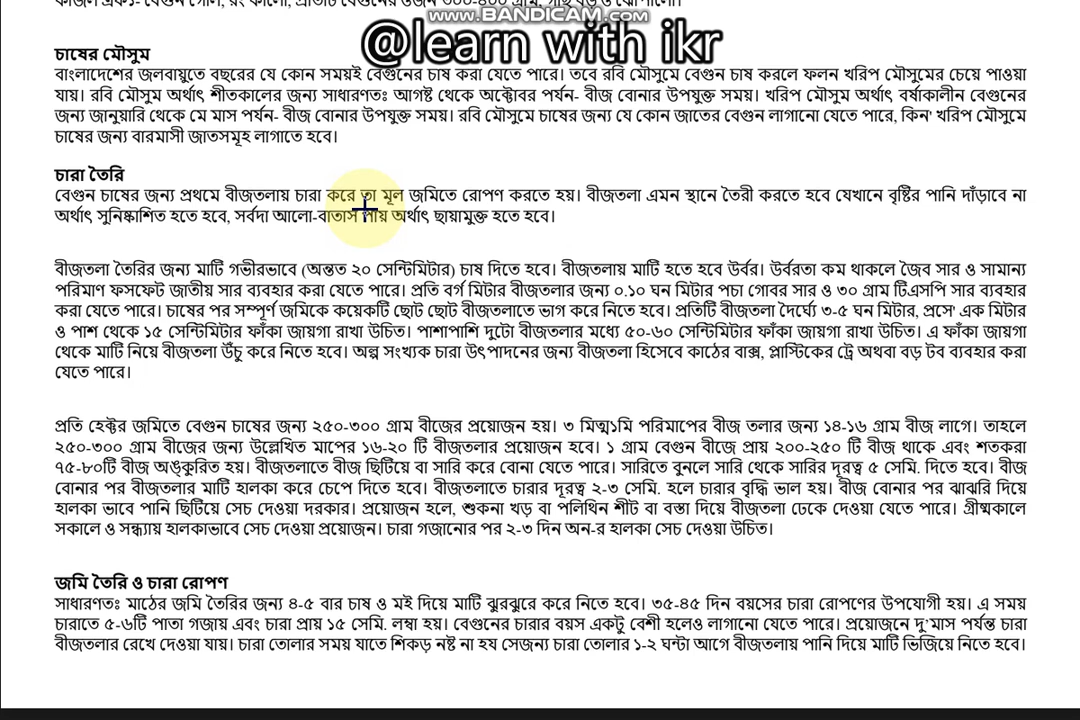 কাজল একং- বেগুন গোল, রং কালো, প্রতিটি বেগুনের ওজন ৩০০-৪০০ গ্রাম, গাছ বড় ও ঝোপালো।
www.BANDICAM.com
@learn with ikr
চাষের মৌসুম
বাংলাদেশের জলবায়ুতে বছরের যে কোন সময়ই বেগুনের চাষ করা যেতে পারে। তবে রবি মৌসুমে বেগুন চাষ করলে ফলন খরিপ মৌসুমের চেয়ে পাওয়া
যায়। রবি মৌসুম অর্থাৎ শীতকালের জন্য সাধারণতঃ আগষ্ট থেকে অক্টোবর পর্যন- বীজ বোনার উপযুক্ত সময়। খরিপ মৌসুম অর্থাৎ বর্ষাকালীন বেগুনের
জন্য জানুয়ারি থেকে মে মাস পর্যন- বীজ বোনার উপযুক্ত সময়। রবি মৌসুমে চাষের জন্য যে কোন জাতের বেগুন লাগানো যেতে পারে, কিন' খরিপ মৌসুমে
চাষের জন্য বারমাসী জাতসমূহ লাগাতে হবে।
চারা তৈরি
বেগুন চাষের জন্য প্রথমে বীজতলায় চারা করে তা মূল জমিতে রোপণ করতে হয়। বীজতলা এমন স্থানে তৈরী করতে হবে যেখানে বৃষ্টির পানি দাঁড়াবে না
অর্থাৎ সুনিষ্কাশিত হতে হবে, সর্বদা আলো-বাতাস পায় অর্থাৎ ছায়ামুক্ত হতে হবে।
বীজতলা তৈরির জন্য মাটি গভীরভাবে (অন্তত ২০ সেন্টিমিটার) চাষ দিতে হবে। বীজতলায় মাটি হতে হবে উর্বর। উর্বরতা কম থাকলে জৈব সার ও সামান্য
পরিমাণ ফসফেট জাতীয় সার ব্যবহার করা যেতে পারে। প্রতি বর্গ মিটার বীজতলার জন্য ০.১০ ঘন মিটার পচা গোবর সার ও ৩০ গ্রাম টিএসপি সার ব্যবহার
করা যেতে পারে। চাষের পর সম্পূর্ণ জমিকে কয়েকটি ছোট ছোট বীজতলাতে ভাগ করে নিতে হবে। প্রতিটি বীজতলা দৈর্ঘ্যে ৩-৫ ঘন মিটার, প্রসে' এক মিটার
ও পাশ থেকে ১৫ সেন্টিমিটার ফাঁকা জায়গা রাখা উচিত। পাশাপাশি দুটো বীজতলার মধ্যে ৫০-৬০ সেন্টিমিটার ফাঁকা জায়গা রাখা উচিত। এ ফাঁকা জায়গা
থেকে মাটি নিয়ে বীজতলা উঁচু করে নিতে হবে। অল্প সংখ্যক চারা উৎপাদনের জন্য বীজতলা হিসেবে কাঠের বাক্স, প্লাস্টিকের ট্রে অথবা বড় টব ব্যবহার করা
যেতে পারে।
প্রতি হেক্টর জমিতে বেগুন চাষের জন্য ২৫০-৩০০ গ্রাম বীজের প্রয়োজন হয়। ৩ মিত্ম১মি পরিমাপের বীজ তলার জন্য ১৪-১৬ গ্রাম বীজ লাগে। তাহলে
২৫০-৩০০ গ্রাম বীজের জন্য উল্লেখিত মাপের ১৬-২০ টি বীজতলার প্রয়োজন হবে। ১ গ্রাম বেগুন বীজে প্রায় ২০০-২৫০ টি বীজ থাকে এবং শতকরা
৭৫-৮০টি বীজ অঙ্কুরিত হয়। বীজতলাতে বীজ ছিটিয়ে বা সারি করে বোনা যেতে পারে। সারিতে বুনলে সারি থেকে সারির দূরত্ব ৫ সেমি. দিতে হবে। বীজ
বোনার পর বীজতলার মাটি হালকা করে চেপে দিতে হবে। বীজতলাতে চারার দূরত্ব ২-৩ সেমি. হলে চারার বৃদ্ধি ভাল হয়। বীজ বোনার পর ঝাঝরি দিয়ে
হালকা ভাবে পানি ছিটিয়ে সেচ দেওয়া দরকার। প্রয়োজন হলে, শুকনা খড় বা পলিথিন শীট বা বস্তা দিয়ে বীজতলা ঢেকে দেওয়া যেতে পারে। গ্রীষ্মকালে
সকালে ও সন্ধ্যায় হালকাভাবে সেচ দেওয়া প্রয়োজন। চারা গজানোর পর ২-৩ দিন অন-র হালকা সেচ দেওয়া উচিত।
জমি তৈরি ও চারা রোপণ
সাধারণতঃ মাঠের জমি তৈরির জন্য ৪-৫ বার চাষ ও মই দিয়ে মাটি ঝুরঝুরে করে নিতে হবে। ৩৫-৪৫ দিন বয়সের চারা রোপণের উপযোগী হয়। এ সময়
চারাতে ৫-৬টি পাতা গজায় এবং চারা প্রায় ১৫ সেমি. লম্বা হয়। বেগুনের চারার বয়স একটু বেশী হলেও লাগানো যেতে পারে। প্রয়োজনে দু'মাস পর্যন্ত চারা
বীজতলার রেখে দেওয়া যায়। চারা তোলার সময় যাতে শিকড় নষ্ট না হয সেজন্য চারা তোলার ১-২ ঘন্টা আগে বীজতলায় পানি দিয়ে মাটি ভিজিয়ে নিতে হবে।